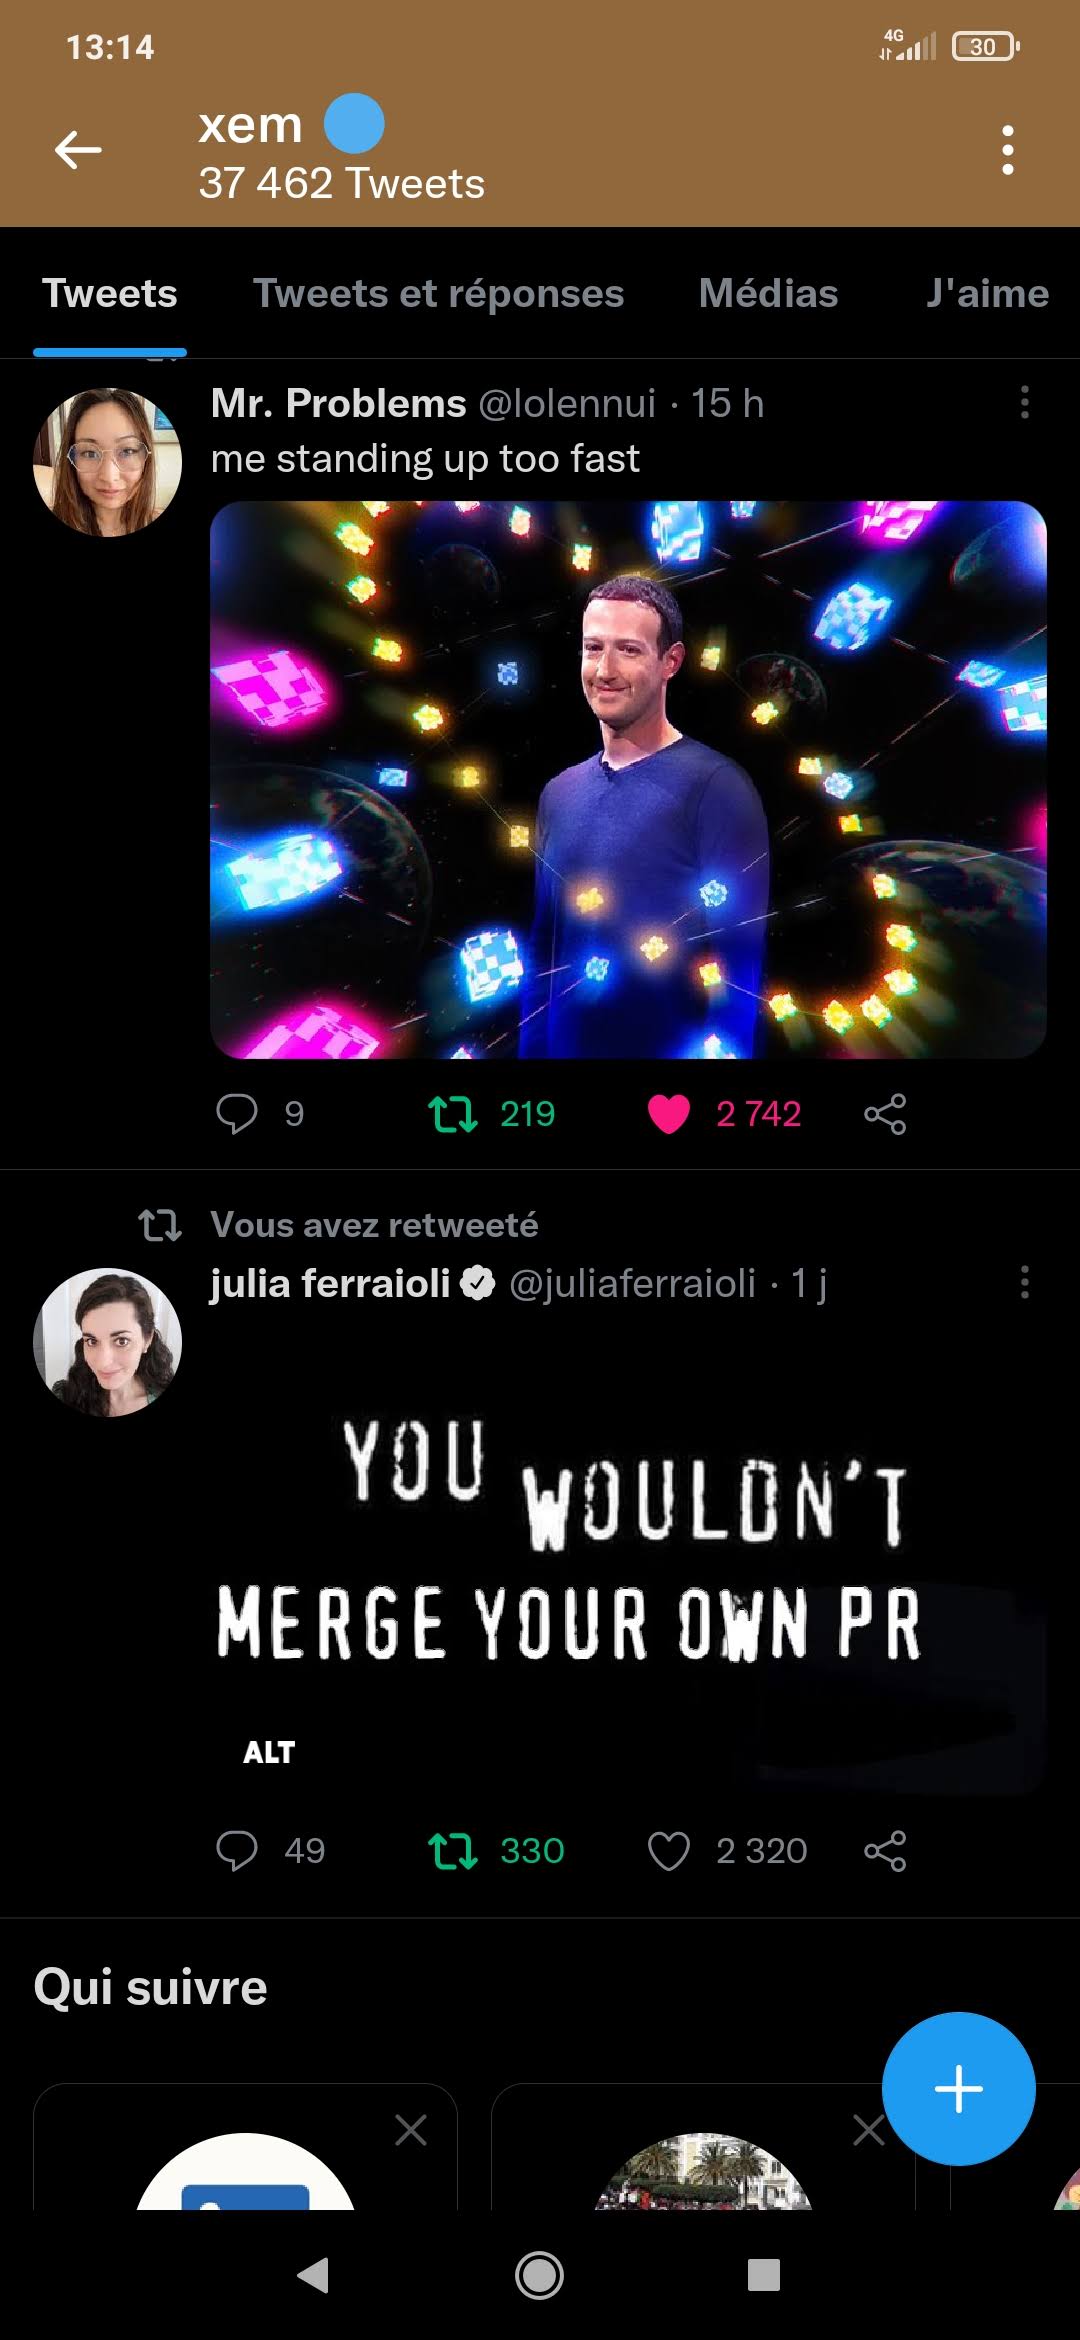 13:14
4G
30
xem
37 462 Tweets
Tweets
Tweets et réponses
Médias
J'aime
Mr. Problems @lolennui · 15 h
me standing up too fast
9
219
2 742
Vous avez retweeté
julia ferraioli @juliaferraioli · 1 j
YOU WOULDN'T
MERGE YOUR OWN PR
ALT
49
330
2 320
Qui suivre